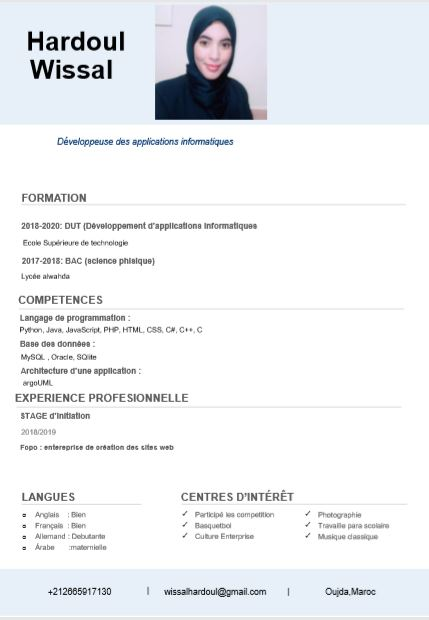 Hardoul
Wissal
Développeuse des applications informatiques
FORMATION
2018-2020: DUT (Développement d'applications informatiques
Ecole Supérieure de technologie
2017-2018: BAC (science phisique)
Lycée alwahda
COMPETENCES
Langage de programmation :
Python, Java, JavaScript, PHP, HTML, CSS, C#, C++, C
Base des données :
MySQL , Oracle, SQlite
Architecture d'une application :
argoUML
EXPERIENCE PROFESIONNELLE
STAGE d'initiation
2018/2019
Fopo : entereprise de création des sites web
LANGUES
Anglais : Bien
Français : Bien
Allemand : Debutante
Arabe :maternielle
CENTRES D'INTÉRÊT
✓ Participé les competition
✓ Basquetbol
✓ Culture Enterprise
✓ Photographie
✓ Travaille para scolaire
✓ Musique classique
+212665917130 | wissalhardoul@gmail.com | Oujda,Maroc